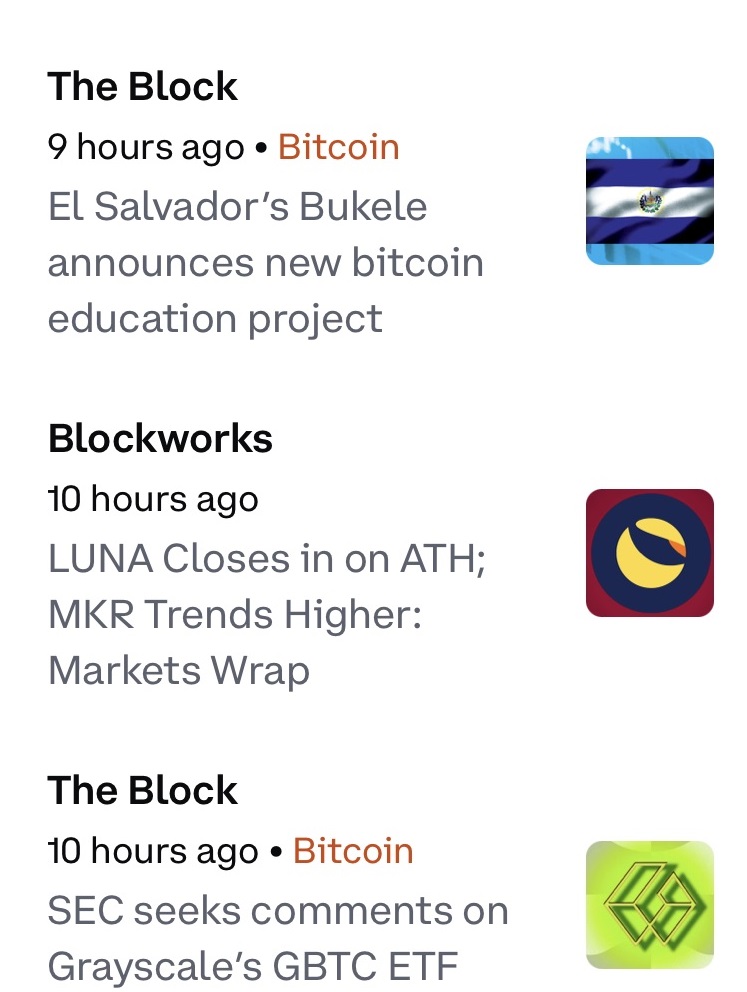 The Block
9 hours ago • Bitcoin
El Salvador’s Bukele
announces new bitcoin
education project
Blockworks
10 hours ago
LUNA Closes in on ATH;
MKR Trends Higher:
Markets Wrap
The Block
10 hours ago • Bitcoin
SEC seeks comments on
Grayscale’s GBTC ETF